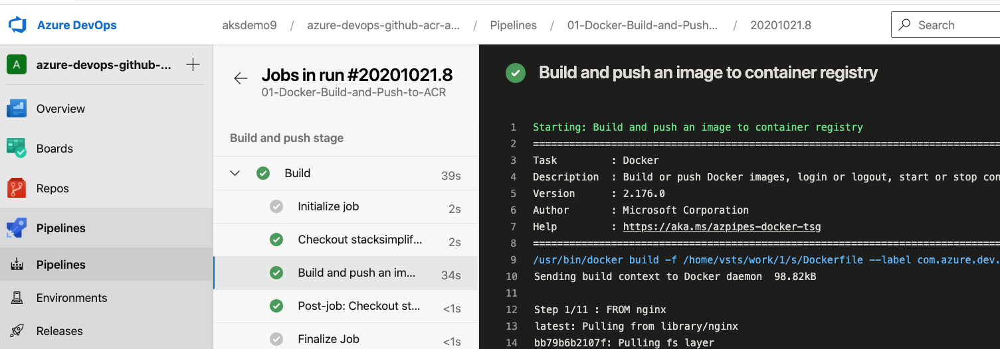 Azure DevOps
aksdemo9 / azure-devops-github-acr-a... / Pipelines / 01-Docker-Build-and-Push... / 20201021.8
Search
A azure-devops-github-... +
Overview
Boards
Repos
Pipelines
Pipelines
Environments
Releases
Jobs in run #20201021.8
01-Docker-Build-and-Push-to-ACR
Build and push stage
Build 39s
Initialize job 2s
Checkout stacksimplif... 2s
Build and push an im... 34s
Post-job: Checkout st... <1s
Finalize Job <1s
Build and push an image to container registry
1 Starting: Build and push an image to container registry
2 ==============================================================================
3 Task : Docker
4 Description : Build or push Docker images, login or logout, start or stop con
5 Version : 2.176.0
6 Author : Microsoft Corporation
7 Help : https://aka.ms/azpipes-docker-tsg
8 ==============================================================================
9 /usr/bin/docker build -f /home/vsts/work/1/s/Dockerfile --label com.azure.dev.
10 Sending build context to Docker daemon 98.82kB
11
12 Step 1/11 : FROM nginx
13 latest: Pulling from library/nginx
14 bb79b6b2107f: Pulling fs layer